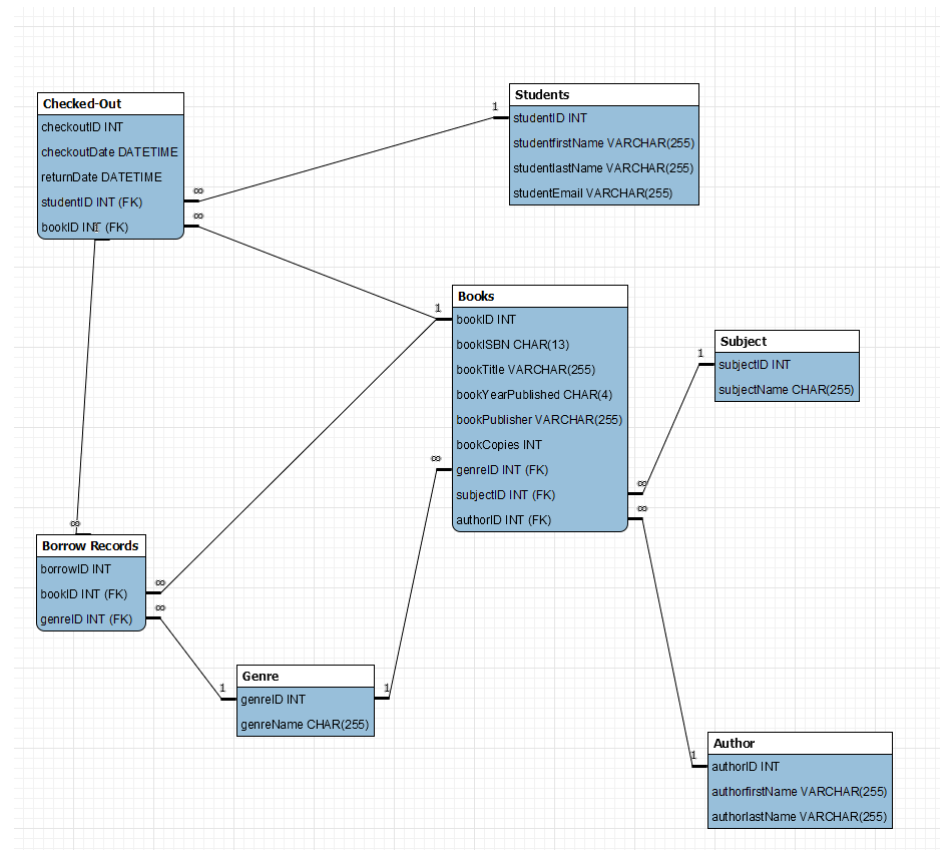 Checked-Out
checkoutID INT
checkoutDate DATETIME
returnDate DATETIME
studentID INT (FK)
bookID INT (FK)
∞
∞
1
Students
studentID INT
studentfirstName VARCHAR(255)
studentlastName VARCHAR(255)
studentEmail VARCHAR(255)
1
Books
bookID INT
bookISBN CHAR(13)
bookTitle VARCHAR(255)
bookYearPublished CHAR(4)
bookPublisher VARCHAR(255)
bookCopies INT
genreID INT (FK)
subjectID INT (FK)
authorID INT (FK)
∞
∞
∞
1
Subject
subjectID INT
subjectName CHAR(255)
∞
Borrow Records
borrowID INT
bookID INT (FK)
genreID INT (FK)
∞
∞
1
Genre
genreID INT
genreName CHAR(255)
1
1
Author
authorID INT
authorfirstName VARCHAR(255)
authorlastName VARCHAR(255)